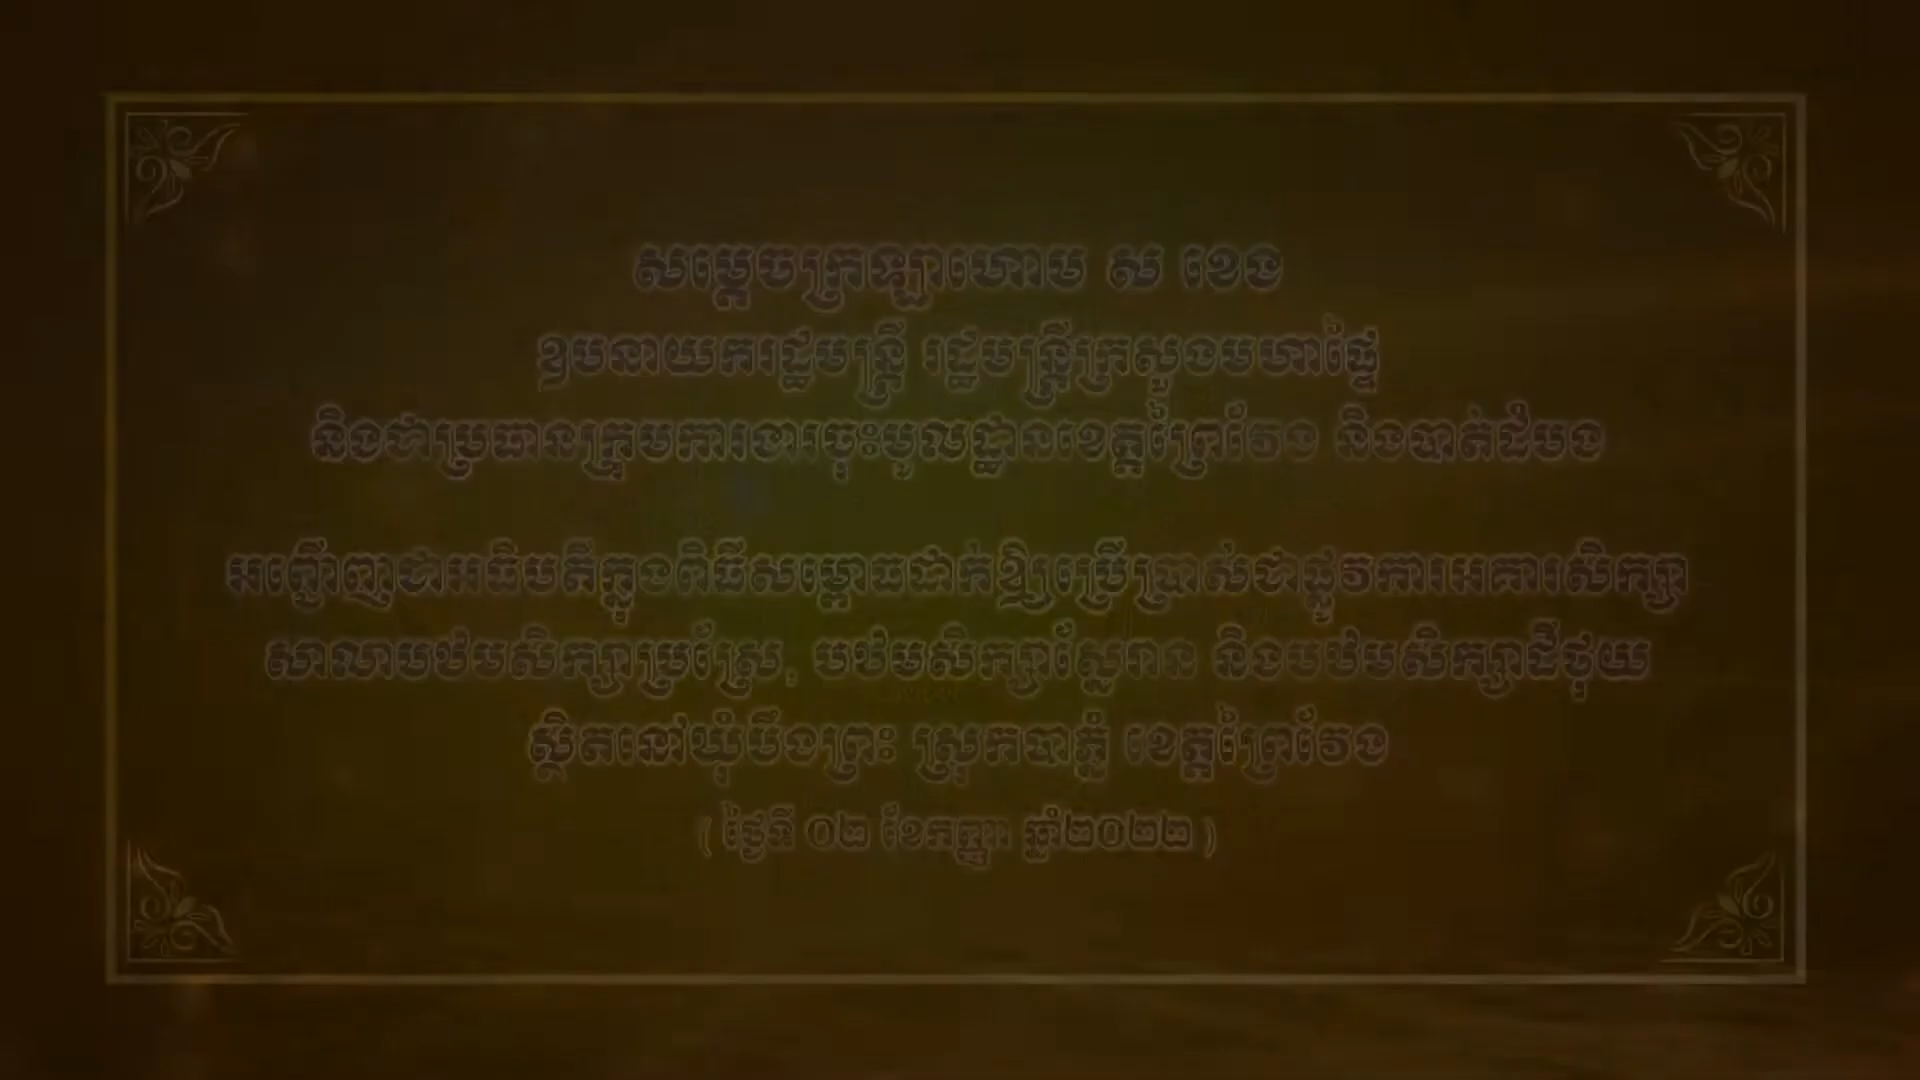 សម្តេចក្រឡាហោម ស ខេង
ឧបនាយករដ្ឋមន្ត្រី រដ្ឋមន្ត្រីក្រសួងមហាផ្ទៃ
និងជាប្រធានក្រុមការងារចុះមូលដ្ឋានខេត្តព្រៃវែង និងបាត់ដំបង
អញ្ជើញជាអធិបតីក្នុងពិធីសម្ពោធដាក់ឱ្យប្រើប្រាស់ជាផ្លូវការអគារសិក្សា
សាលាបឋមសិក្សាប្រស្រែ, បឋមសិក្សាស្លែវាន និងបឋមសិក្សាជីផុយ
ស្ថិតនៅឃុំបឹងព្រះ ស្រុកបាភ្នំ ខេត្តព្រៃវែង
( ថ្ងៃទី ០២ ខែកញ្ញា ឆ្នាំ២០២២ )